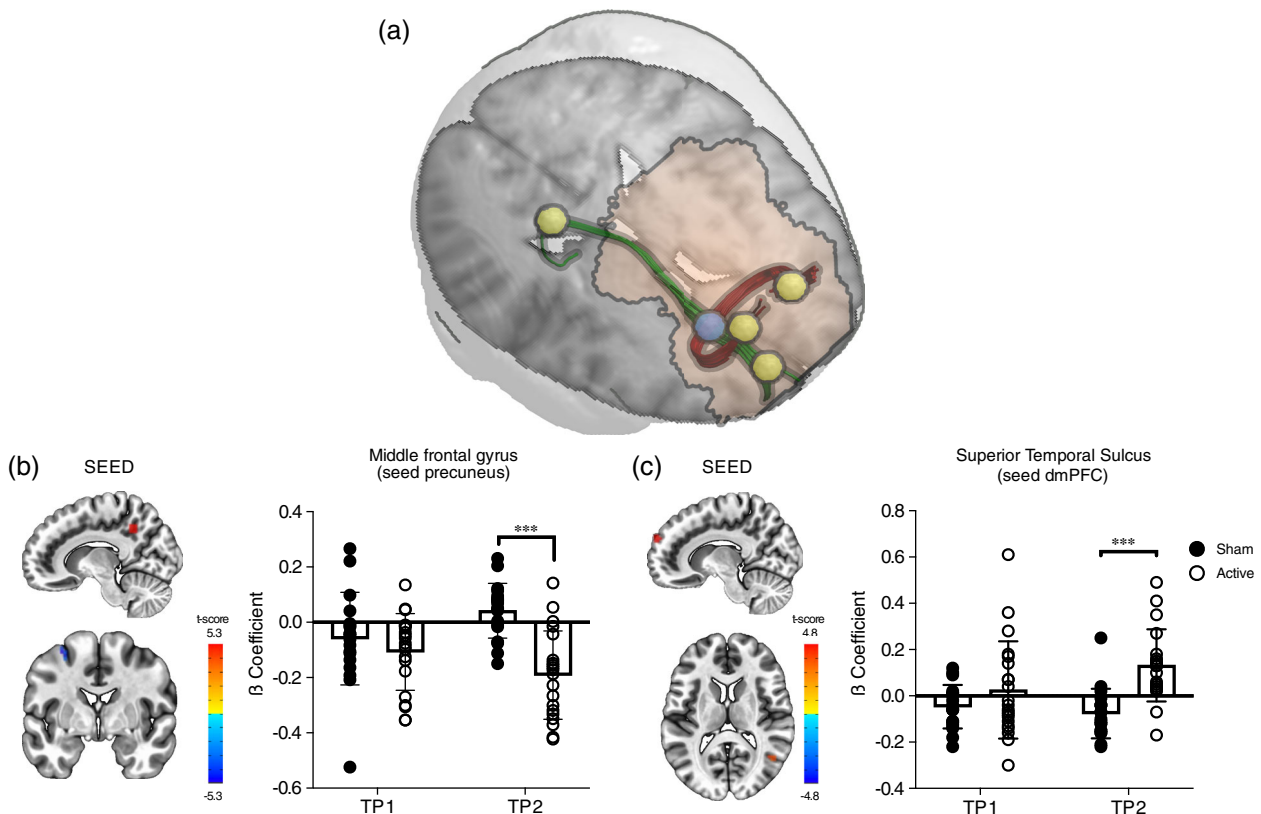 (a)
(b)
SEED
t-score
5.3
-5.3
Middle frontal gyrus
(seed precuneus)
ß Coefficient
0.4
0.2
0.0
-0.2
-0.4
-0.6
***
TP1
TP2
(c)
SEED
t-score
4.8
-4.8
Superior Temporal Sulcus
(seed dmPFC)
ß Coefficient
0.8
0.6
0.4
0.2
0.0
-0.2
-0.4
***
TP1
TP2
Sham
Active